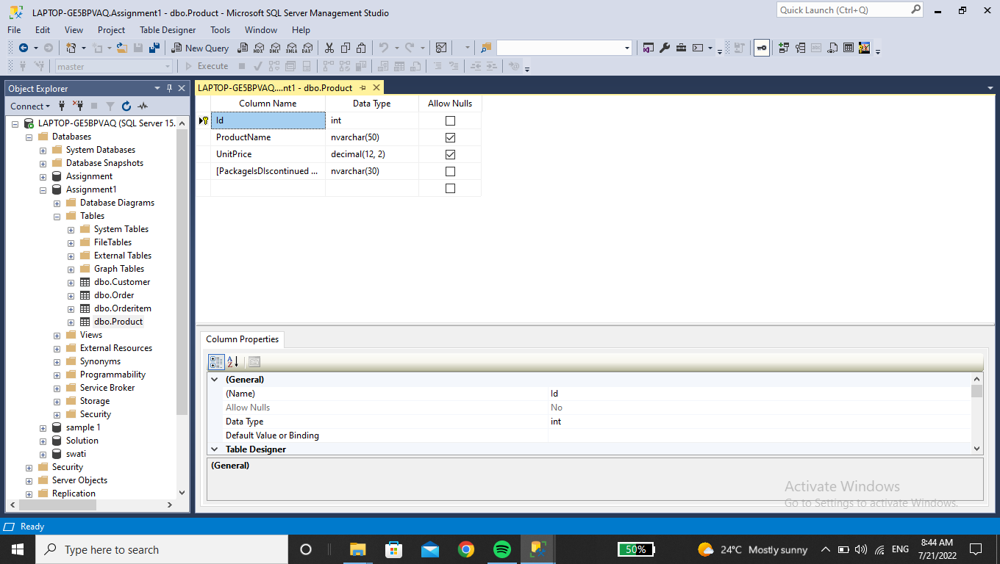 LAPTOP-GE5BPVAQ.Assignment1 - dbo.Product - Microsoft SQL Server Management Studio
Quick Launch (Ctrl+Q)
File Edit View Project Table Designer Tools Window Help
New Query MDX DMX XMLA DAX
master Execute
Object Explorer
Connect
LAPTOP-GE5BPVAQ (SQL Server 15.
Databases
System Databases
Database Snapshots
Assignment
Assignment1
Database Diagrams
Tables
System Tables
FileTables
External Tables
Graph Tables
dbo.Customer
dbo.Order
dbo.Orderitem
dbo.Product
Views
External Resources
Synonyms
Programmability
Service Broker
Storage
Security
sample 1
Solution
swati
Security
Server Objects
Replication
LAPTOP-GE5BPVAQ....nt1 - dbo.Product
Column Name Data Type Allow Nulls
Id int
ProductName nvarchar(50)
UnitPrice decimal(12, 2)
[PackageIsDIscontinued ... nvarchar(30)
Column Properties
(General)
(Name) Id
Allow Nulls No
Data Type int
Default Value or Binding
Table Designer
(General)
Activate Windows
Go to Settings to activate Windows.
Ready
Type here to search
50%
24°C Mostly sunny
ENG
8:44 AM
7/21/2022